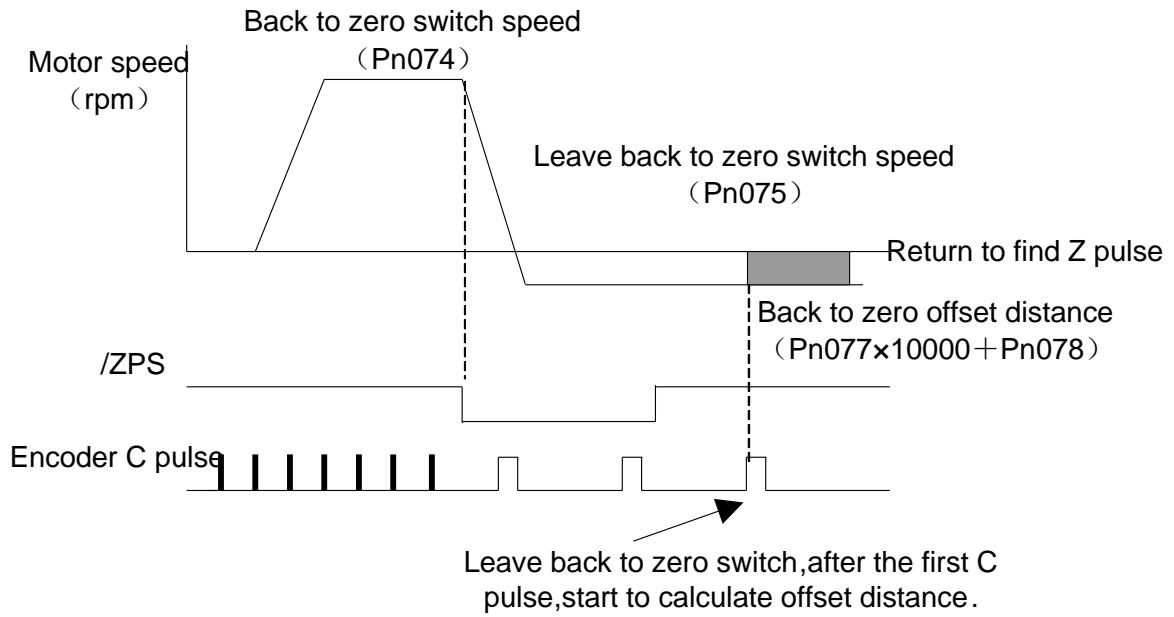 Back to zero switch speed
（Pn074）
Motor speed
（rpm）
Leave back to zero switch speed
（Pn075）
Return to find Z pulse
Back to zero offset distance
（Pn077×10000＋Pn078）
/ZPS
Encoder C pulse
Leave back to zero switch,after the first C
pulse,start to calculate offset distance.